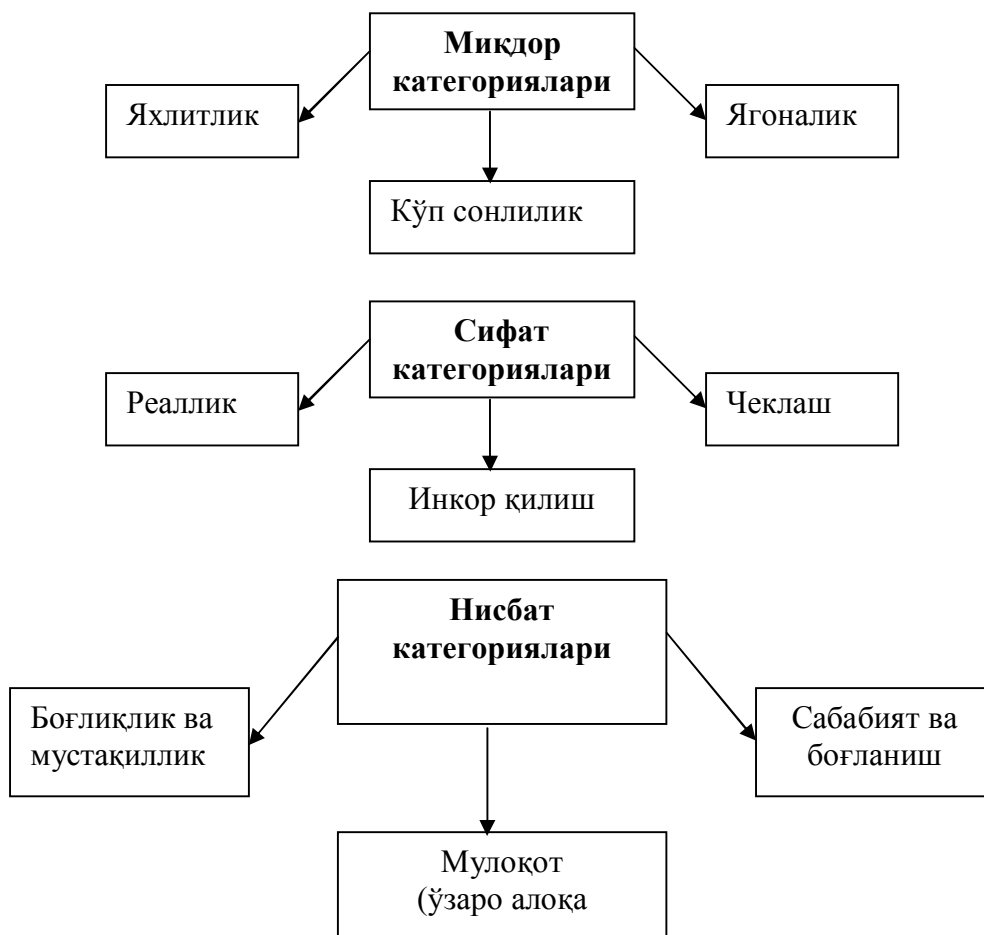 Миқдор
категориялари
Яхлитлик
Ягоналик
Кўп сонлилик
Сифат
категориялари
Реаллик
Чеклаш
Инкор қилиш
Нисбат
категориялари
Боғлиқлик ва
мустақиллик
Сабабият ва
боғланиш
Мулоқот
(ўзаро алоқа